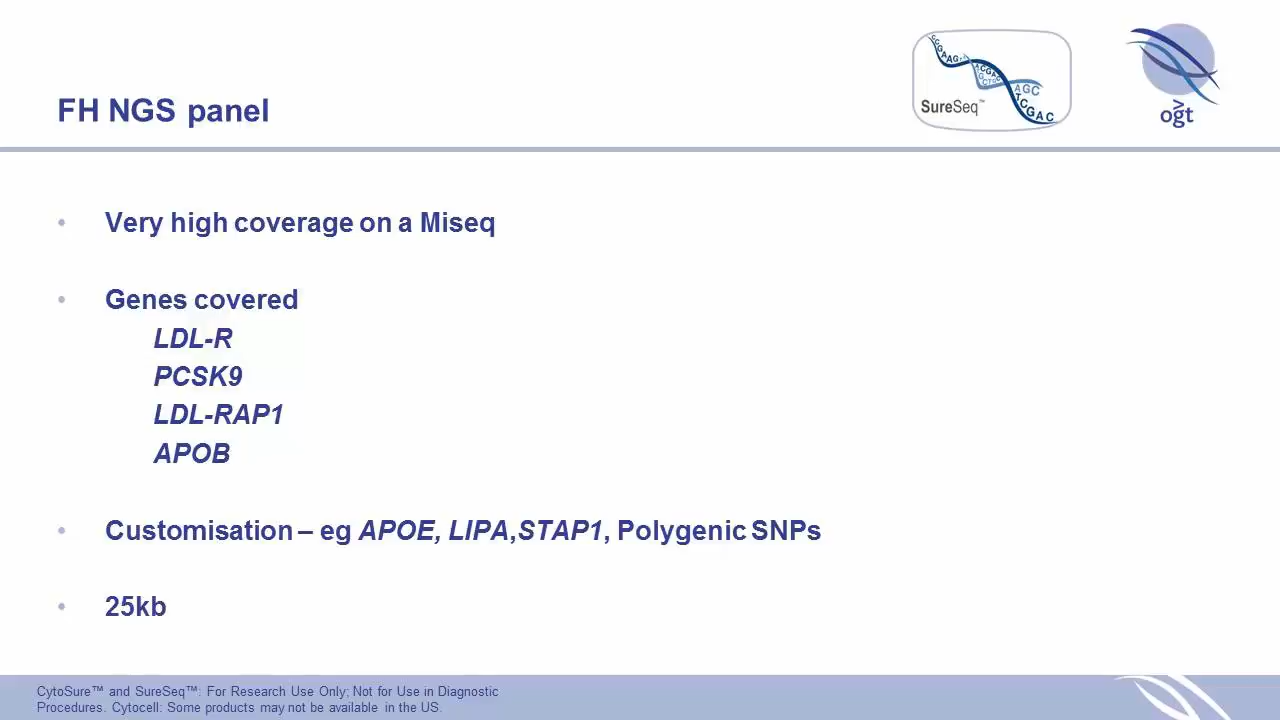 FH NGS panel
SureSeq™
ogt
Very high coverage on a Miseq
Genes covered
LDL-R
PCSK9
LDL-RAP1
APOB
Customisation – eg APOE, LIPA,STAP1, Polygenic SNPs
25kb
CytoSure™ and SureSeq™: For Research Use Only; Not for Use in Diagnostic
Procedures. Cytocell: Some products may not be available in the US.